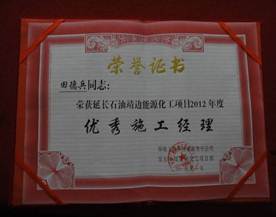 荣誉证书
田德兵同志：
荣获延长石油靖边能源化工项目2012年度
优秀施工经理